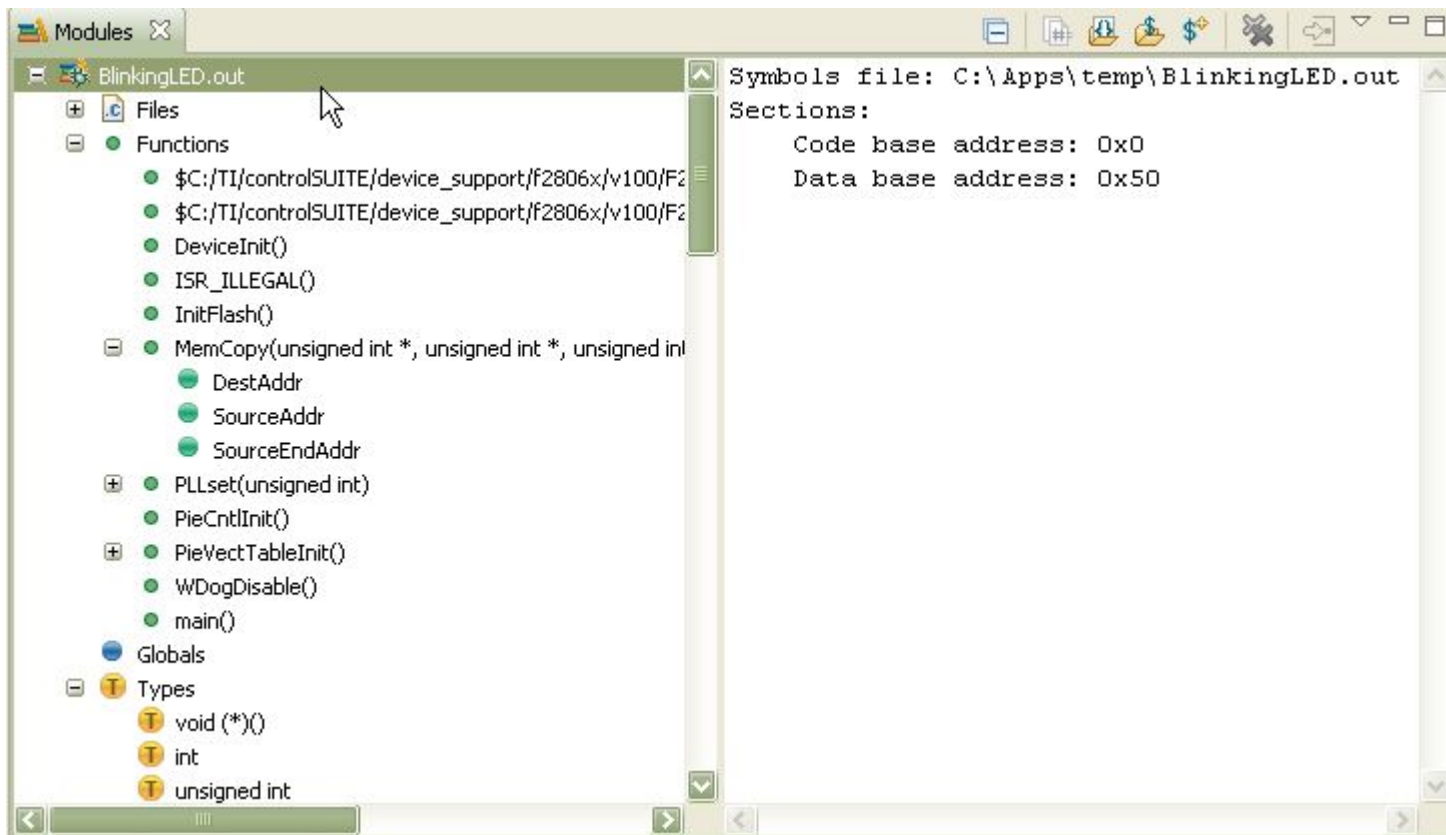 Modules
BlinkingLED.out
Files
Functions
$C:/TI/controlSUITE/device_support/f2806x/v100/F2
$C:/TI/controlSUITE/device_support/f2806x/v100/F2
DeviceInit()
ISR_ILLEGAL()
InitFlash()
MemCopy(unsigned int *, unsigned int *, unsigned int
DestAddr
SourceAddr
SourceEndAddr
PLLset(unsigned int)
PieCntlInit()
PieVectTableInit()
WDogDisable()
main()
Globals
Types
void (*)()
int
unsigned int
Symbols file: C:\Apps\temp\BlinkingLED.out
Sections:
Code base address: 0x0
Data base address: 0x50